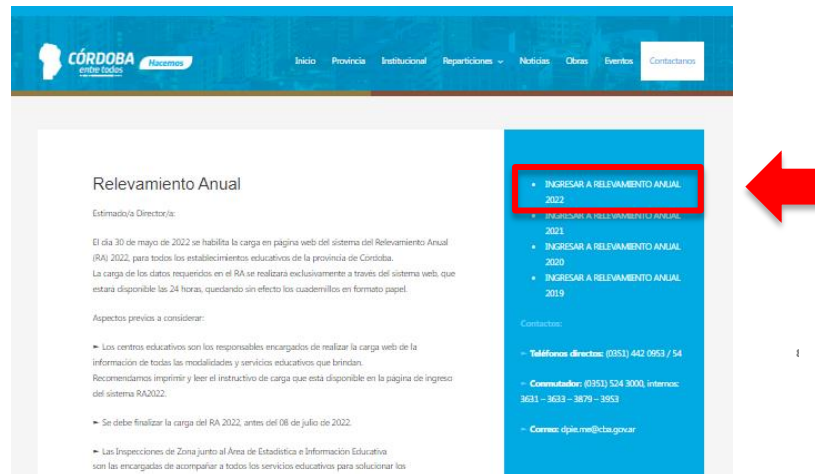 CÓRDOBA
entre todos
Hacemos
Inicio Provincia Institucional Reparticiones Noticias Obras Eventos Contactanos
Relevamiento Anual
Estimado/a Director/a:
El día 30 de mayo de 2022 se habilita la carga en página web del sistema del Relevamiento Anual
(RA) 2022, para todos los establecimientos educativos de la provincia de Córdoba.
La carga de los datos requeridos en el RA se realizará exclusivamente a través del sistema web, que
estará disponible las 24 horas, quedando sin efecto los cuadernillos en formato papel.
Aspectos previos a considerar:
► Los centros educativos son los responsables encargados de realizar la carga web de la
información de todas las modalidades y servicios educativos que brindan.
Recomendamos imprimir y leer el instructivo de carga que está disponible en la página de ingreso
del sistema RA2022.
► Se debe finalizar la carga del RA 2022, antes del 08 de julio de 2022.
► Las Inspecciones de Zona junto al Área de Estadística e Información Educativa
son las encargadas de acompañar a todos los servicios educativos para solucionar los
• INGRESAR A RELEVAMIENTO ANUAL
2022
• INGRESAR A RELEVAMIENTO ANUAL
2021
• INGRESAR A RELEVAMIENTO ANUAL
2020
• INGRESAR A RELEVAMIENTO ANUAL
2019
Contactos:
– Teléfonos directos: (0351) 442 0953 / 54
– Conmutador: (0351) 524 3000, internos:
3631 – 3633 – 3879 – 3953
– Correo: dpie.me@cba.gov.ar